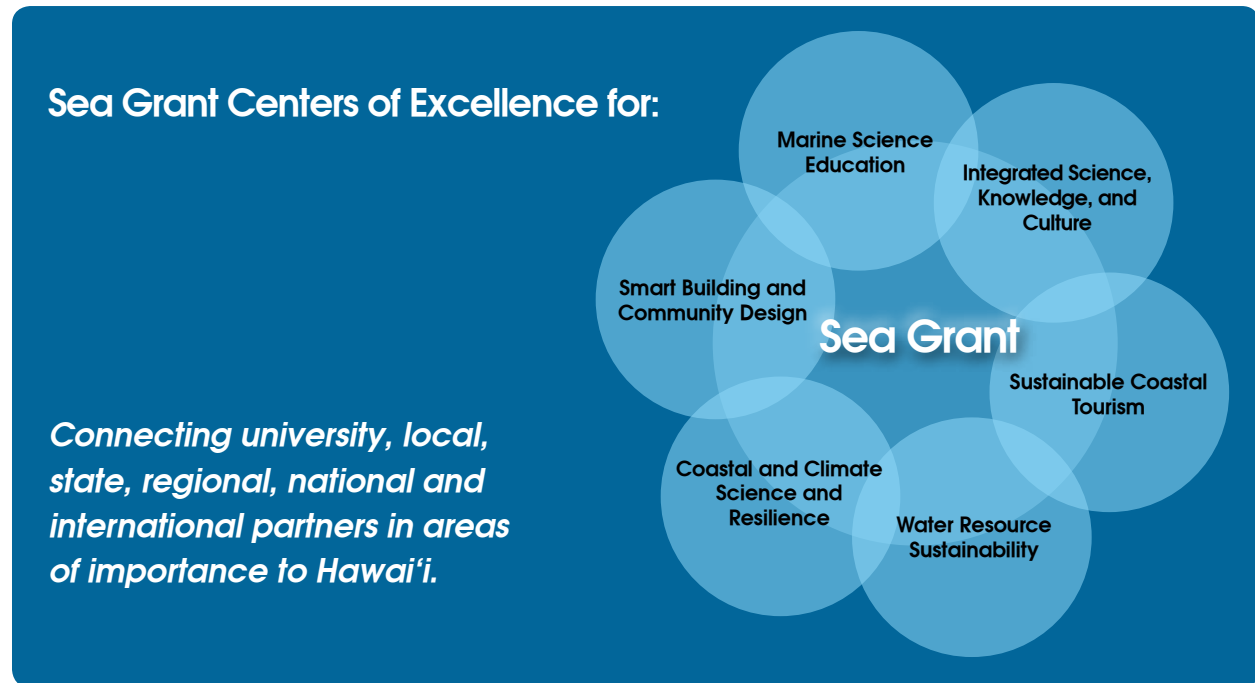 Sea Grant Centers of Excellence for:
Marine Science
Education
Integrated Science,
Knowledge, and
Culture
Smart Building and
Community Design
Sea Grant
Sustainable Coastal
Tourism
Connecting university, local,
state, regional, national and
international partners in areas
of importance to Hawai‘i.
Coastal and Climate
Science and
Resilience
Water Resource
Sustainability